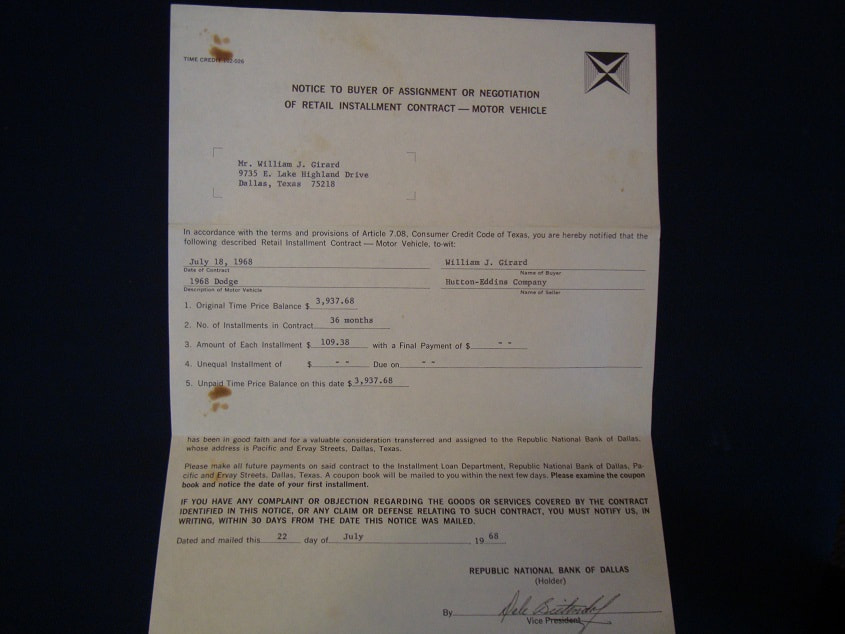 TIME CREDIT 102-026
NOTICE TO BUYER OF ASSIGNMENT OR NEGOTIATION
OF RETAIL INSTALLMENT CONTRACT — MOTOR VEHICLE
Mr. William J. Girard
9735 E. Lake Highland Drive
Dallas, Texas 75218
In accordance with the terms and provisions of Article 7.08, Consumer Credit Code of Texas, you are hereby notified that the
following described Retail Installment Contract — Motor Vehicle, to-wit:
July 18, 1968 William J. Girard
Date of Contract Name of Buyer
1968 Dodge Hutton-Eddins Company
Description of Motor Vehicle Name of Seller
1. Original Time Price Balance $ 3,937.68
2. No. of Installments in Contract 36 months
3. Amount of Each Installment $ 109.38 with a Final Payment of $ " "
4. Unequal Installment of $ " " Due on " "
5. Unpaid Time Price Balance on this date $ 3,937.68
has been in good faith and for a valuable consideration transferred and assigned to the Republic National Bank of Dallas,
whose address is Pacific and Ervay Streets, Dallas, Texas.
Please make all future payments on said contract to the Installment Loan Department, Republic National Bank of Dallas, Pa-
cific and Ervay Streets, Dallas, Texas. A coupon book will be mailed to you within the next few days. Please examine the coupon
book and notice the date of your first installment.
IF YOU HAVE ANY COMPLAINT OR OBJECTION REGARDING THE GOODS OR SERVICES COVERED BY THE CONTRACT
IDENTIFIED IN THIS NOTICE, OR ANY CLAIM OR DEFENSE RELATING TO SUCH CONTRACT, YOU MUST NOTIFY US, IN
WRITING, WITHIN 30 DAYS FROM THE DATE THIS NOTICE WAS MAILED.
Dated and mailed this 22 day of July, 19 68
REPUBLIC NATIONAL BANK OF DALLAS
(Holder)
By Dale
Vice President